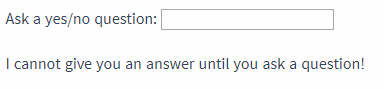 Ask a yes/no question:
I cannot give you an answer until you ask a question!